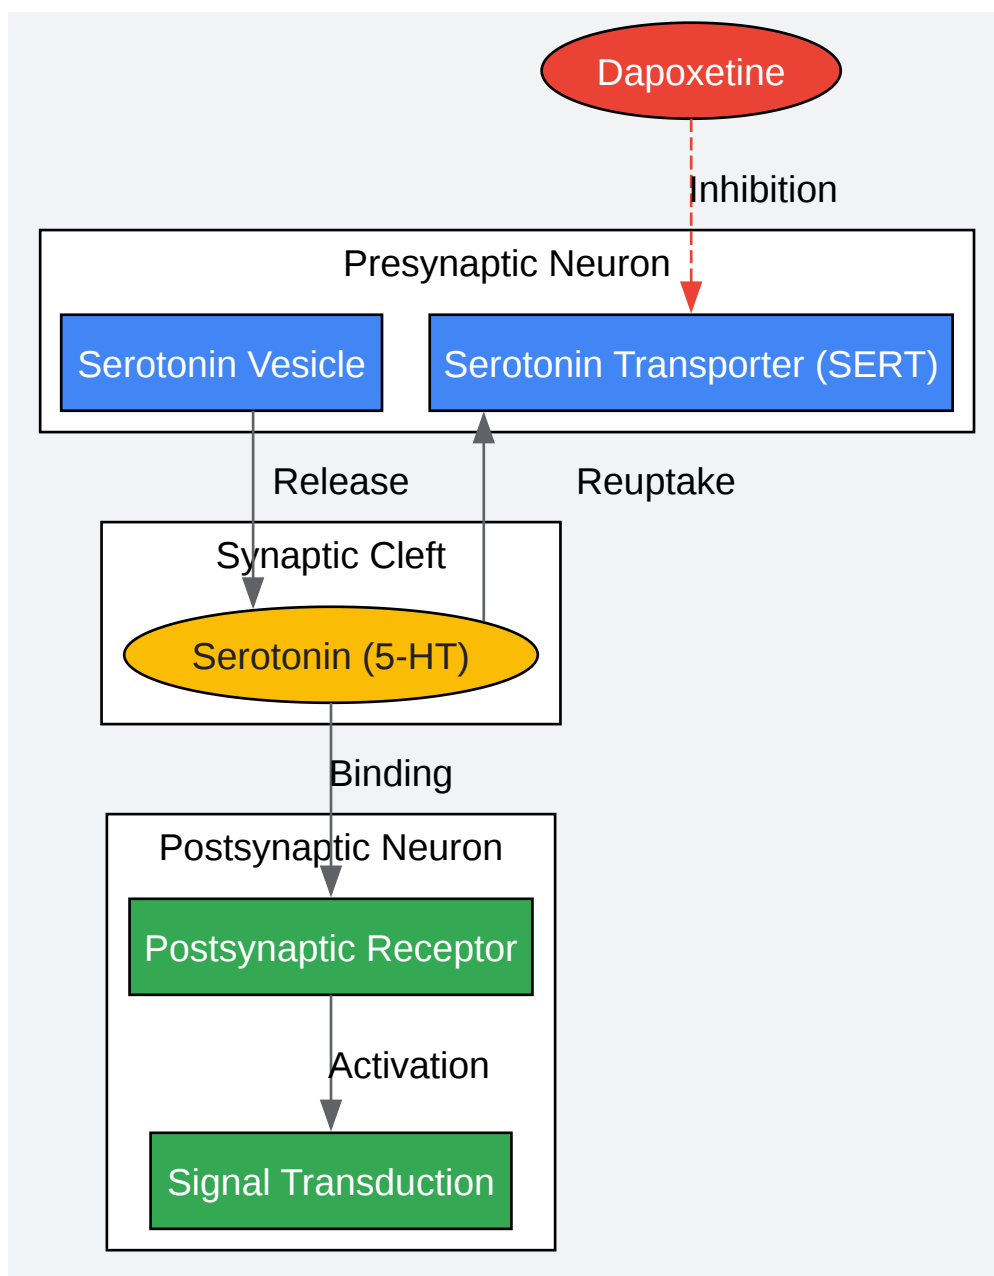 Dapoxetine
Inhibition
Presynaptic Neuron
Serotonin Vesicle
Serotonin Transporter (SERT)
Release
Reuptake
Synaptic Cleft
Serotonin (5-HT)
Binding
Postsynaptic Neuron
Postsynaptic Receptor
Activation
Signal Transduction